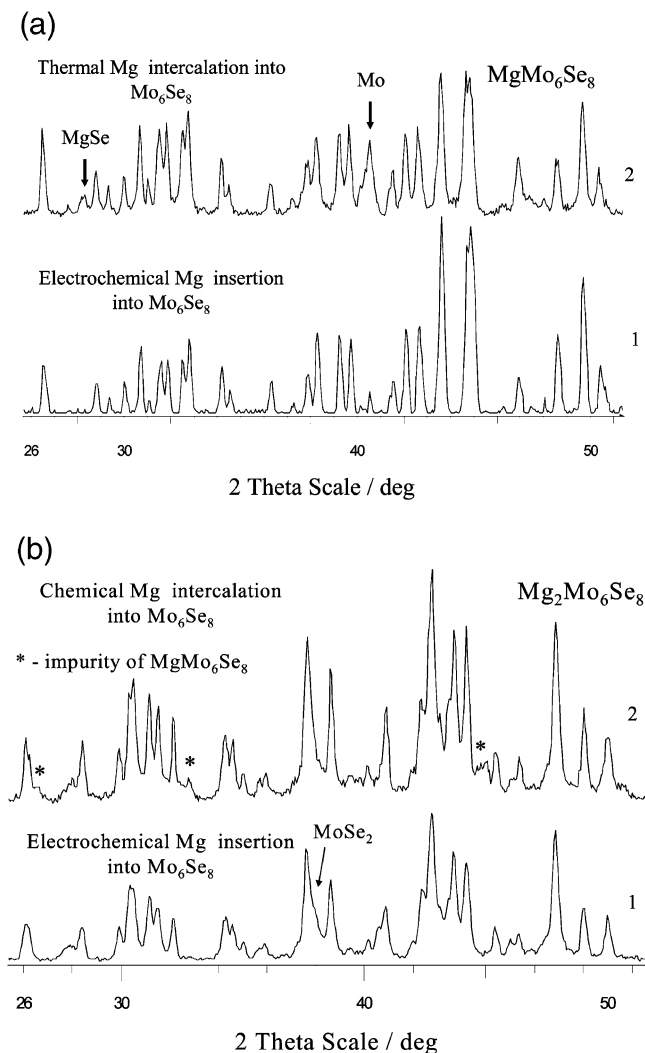 (a)
Thermal Mg intercalation into
Mo6Se8
Mo
MgMo6Se8
MgSe
2
Electrochemical Mg insertion
into Mo6Se8
1
26 30 40 50
2 Theta Scale / deg
(b)
Chemical Mg intercalation
into Mo6Se8
Mg2Mo6Se8
* - impurity of MgMo6Se8
2
*
*
*
Electrochemical Mg insertion
into Mo6Se8
MoSe2
1
26 30 40 50
2 Theta Scale / deg